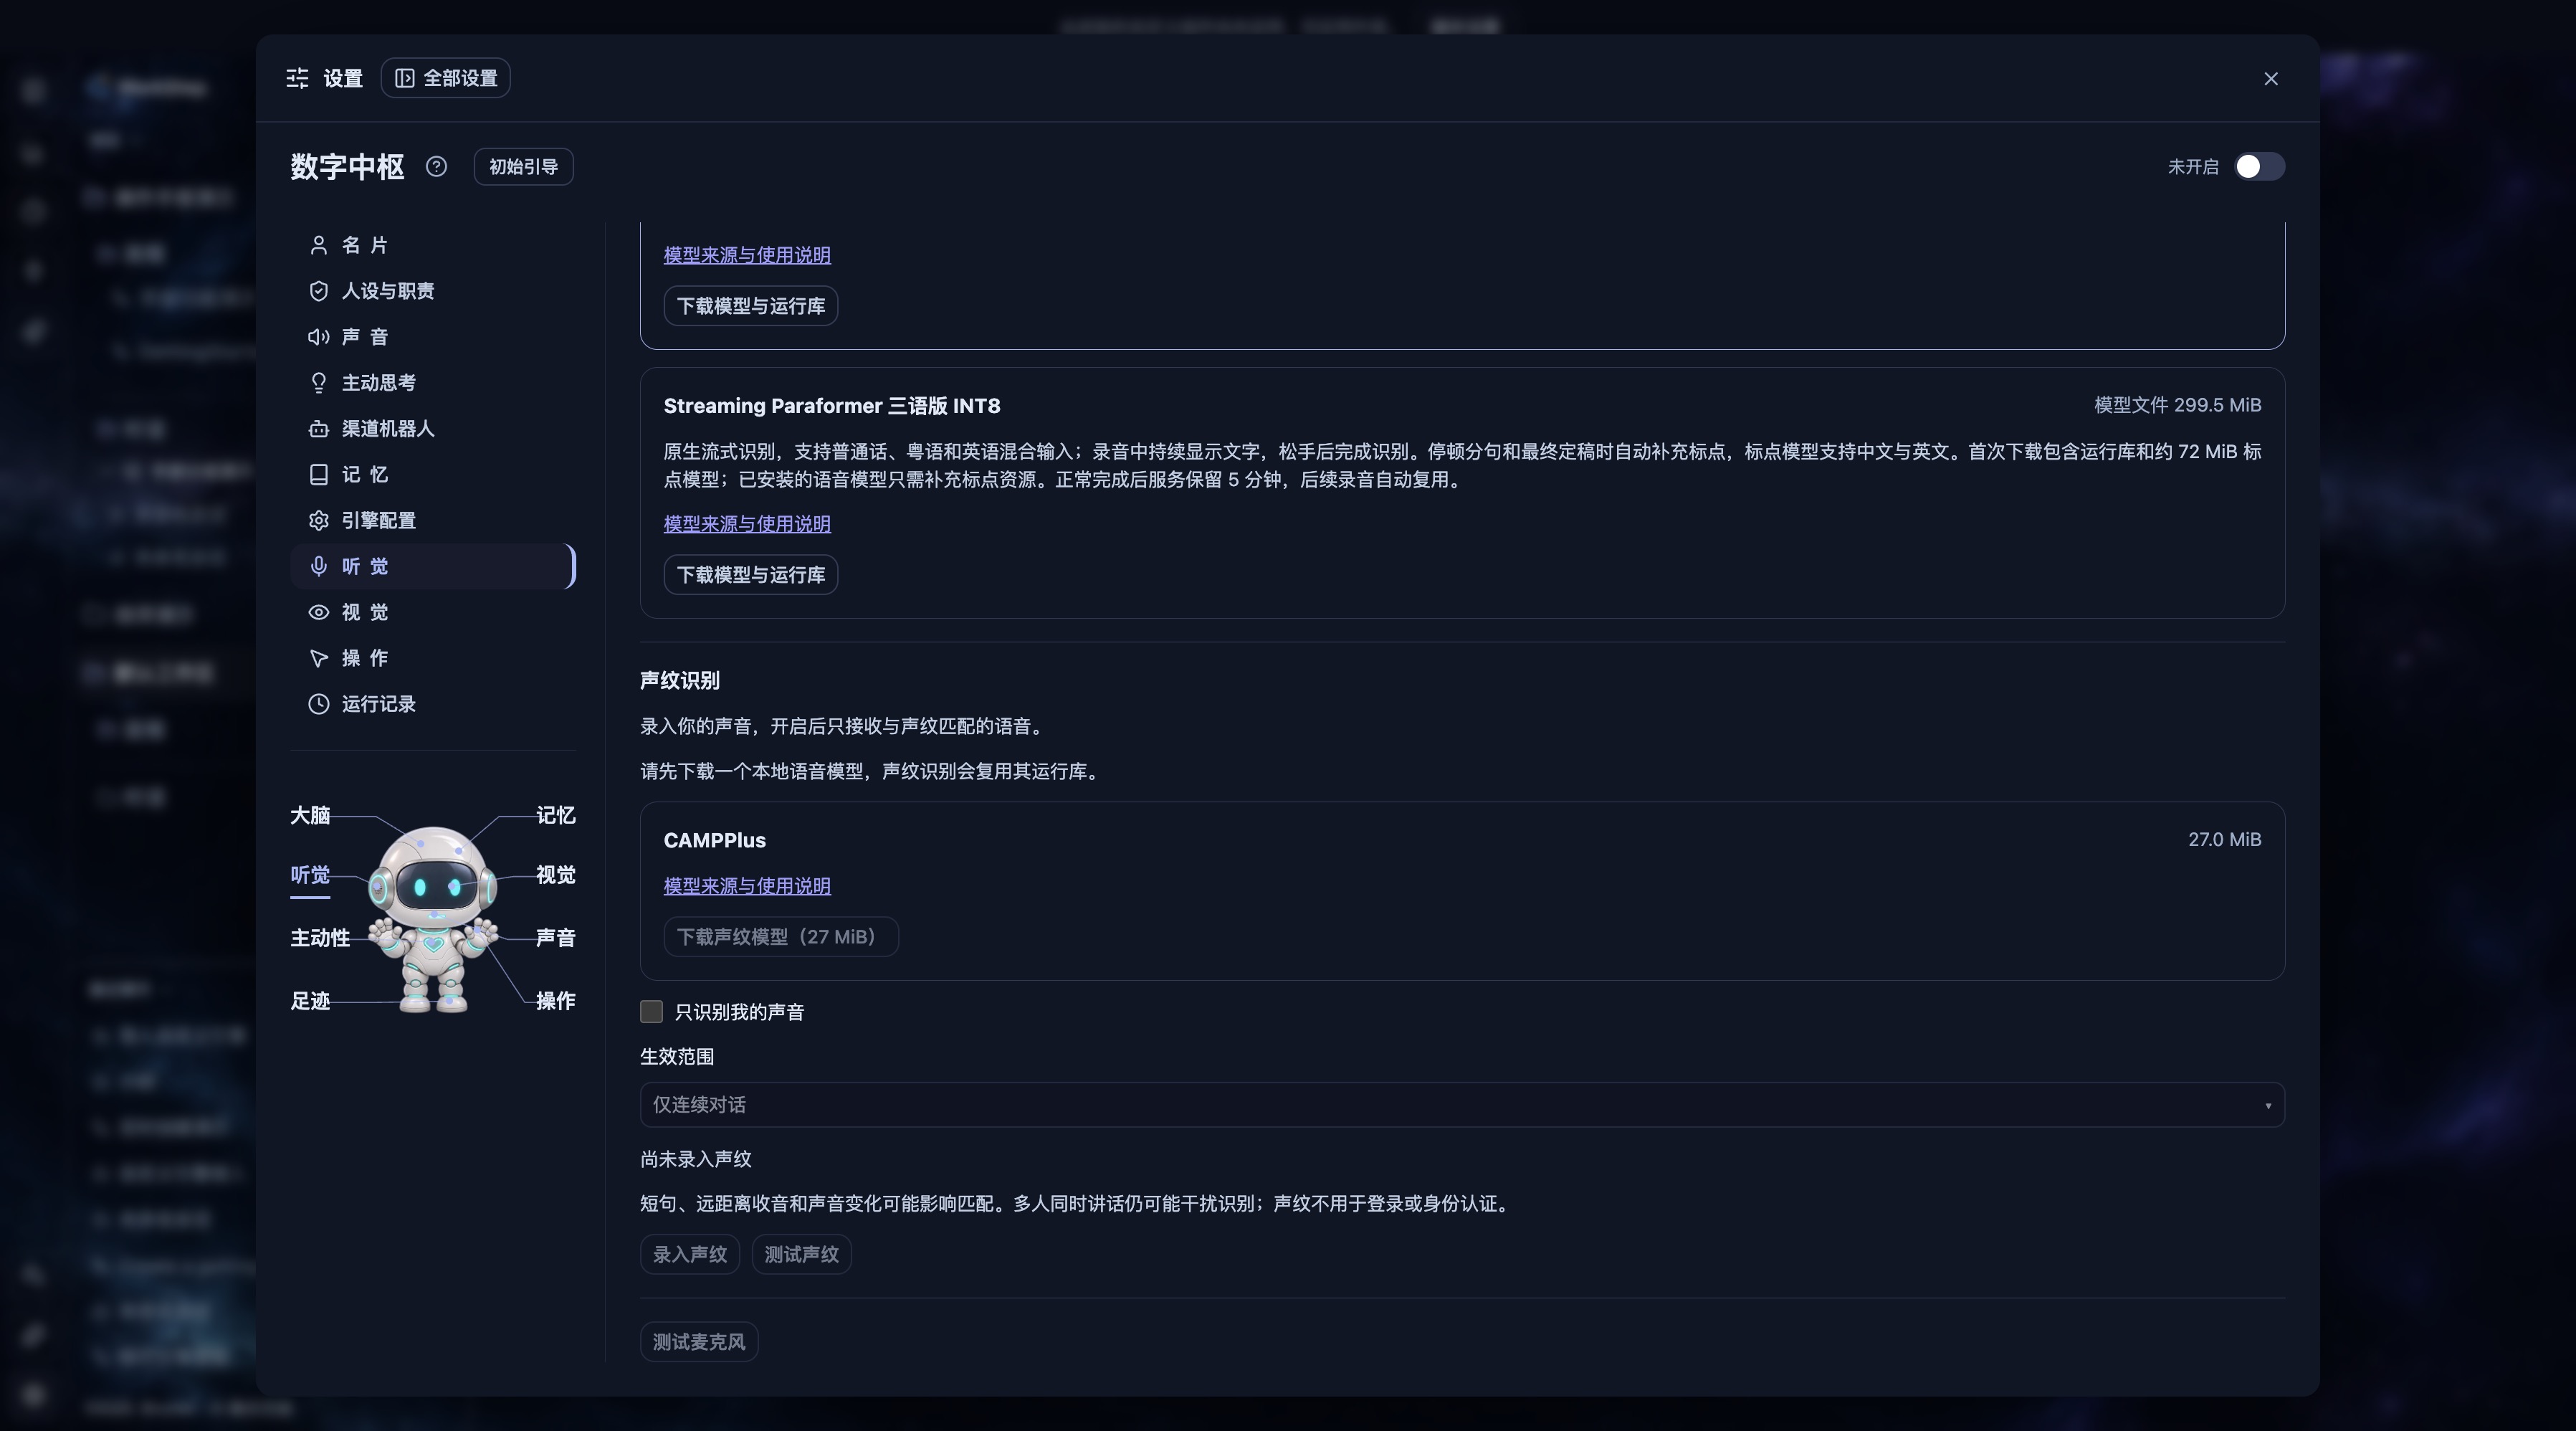 设置
全部设置
数字中枢
初始引导
未开启
名 片
人设与职责
声 音
主动思考
渠道机器人
记 忆
引擎配置
听 觉
视 觉
操 作
运行记录
大脑
记忆
听觉
视觉
主动性
声音
足迹
操作
模型来源与使用说明
下载模型与运行库
Streaming Paraformer 三语版 INT8
模型文件 299.5 MiB
原生流式识别，支持普通话、粤语和英语混合输入；录音中持续显示文字，松手后完成识别。停顿分句和最终定稿时自动补充标点，标点模型支持中文与英文。首次下载包含运行库和约 72 MiB 标
点模型；已安装的语音模型只需补充标点资源。正常完成后服务保留 5 分钟，后续录音自动复用。
模型来源与使用说明
下载模型与运行库
声纹识别
录入你的声音，开启后只接收与声纹匹配的语音。
请先下载一个本地语音模型，声纹识别会复用其运行库。
CAMPPlus
27.0 MiB
模型来源与使用说明
下载声纹模型（27 MiB）
只识别我的声音
生效范围
仅连续对话
尚未录入声纹
短句、远距离收音和声音变化可能影响匹配。多人同时讲话仍可能干扰识别；声纹不用于登录或身份认证。
录入声纹
测试声纹
测试麦克风